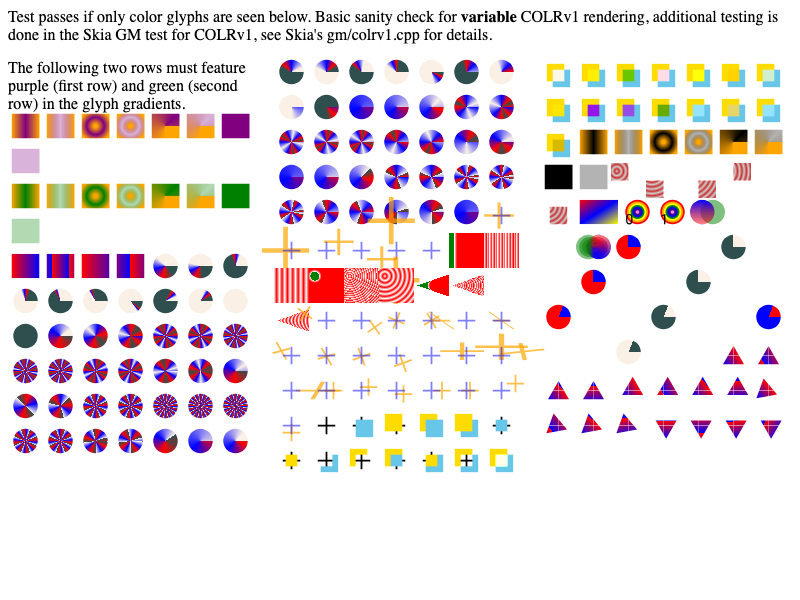 Test passes if only color glyphs are seen below. Basic sanity check for variable COLRv1 rendering, additional testing is
done in the Skia GM test for COLRv1, see Skia's gm/colrv1.cpp for details.
The following two rows must feature
purple (first row) and green (second
row) in the glyph gradients.
0 1